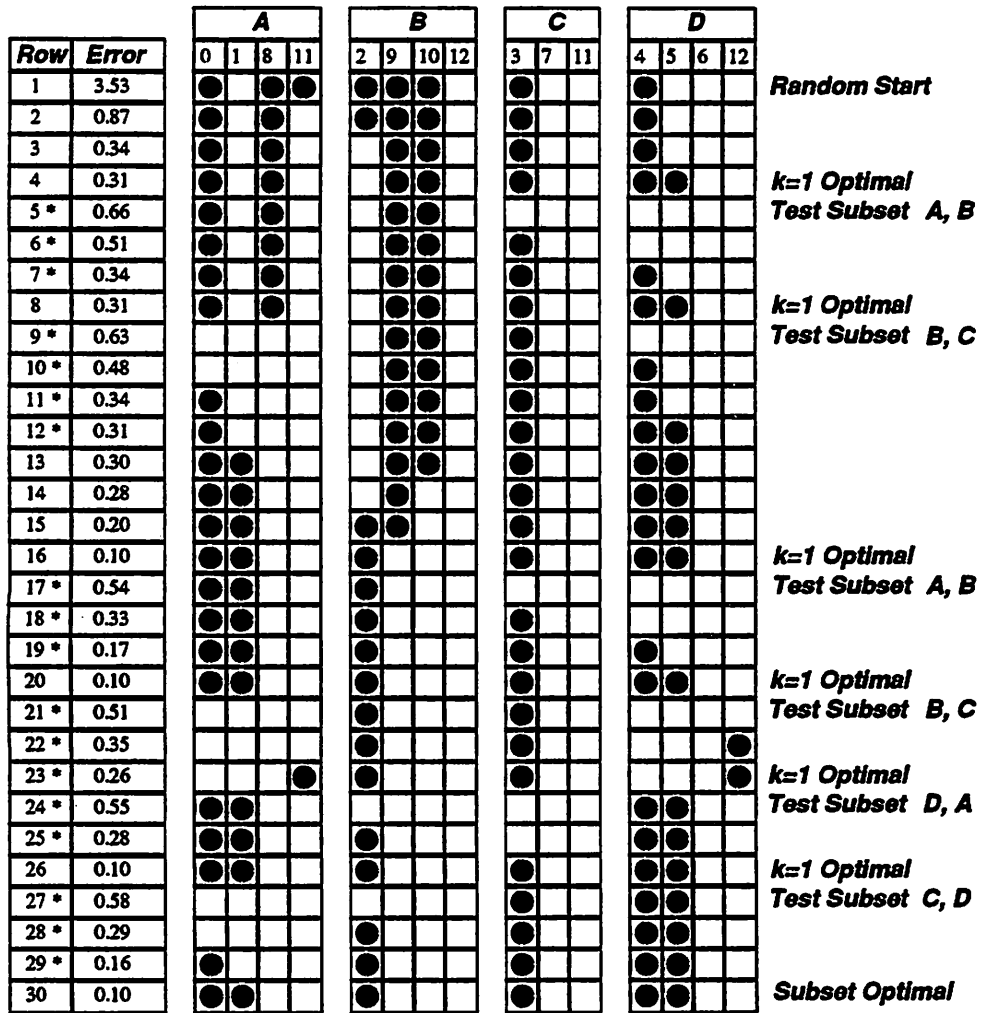 A B C D
Row Error 0 1 8 11 2 9 10 12 3 7 11 4 5 6 12
1 3.53 Random Start
2 0.87
3 0.34
4 0.31 k=1 Optimal
5 * 0.66 Test Subset A, B
6 * 0.51
7 * 0.34
8 0.31 k=1 Optimal
9 * 0.63 Test Subset B, C
10 * 0.48
11 * 0.34
12 * 0.31
13 0.30
14 0.28
15 0.20
16 0.10 k=1 Optimal
17 * 0.54 Test Subset A, B
18 * 0.33
19 * 0.17
20 0.10 k=1 Optimal
21 * 0.51 Test Subset B, C
22 * 0.35
23 * 0.26 k=1 Optimal
24 * 0.55 Test Subset D, A
25 * 0.28
26 0.10 k=1 Optimal
27 * 0.58 Test Subset C, D
28 * 0.29
29 * 0.16
30 0.10 Subset Optimal